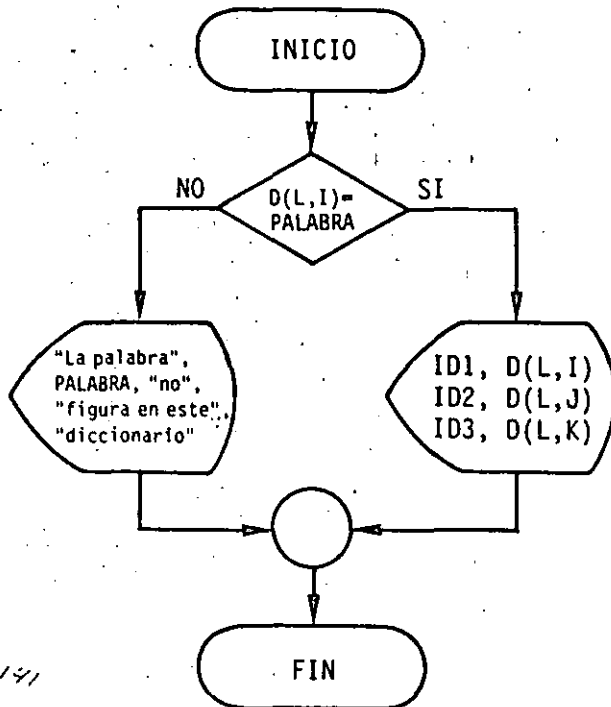 INICIO
NO
D(L,I)=
PALABRA
SI
"La palabra",
PALABRA, "no",
"figura en este",
"diccionario"
ID1, D(L,I)
ID2, D(L,J)
ID3, D(L,K)
FIN